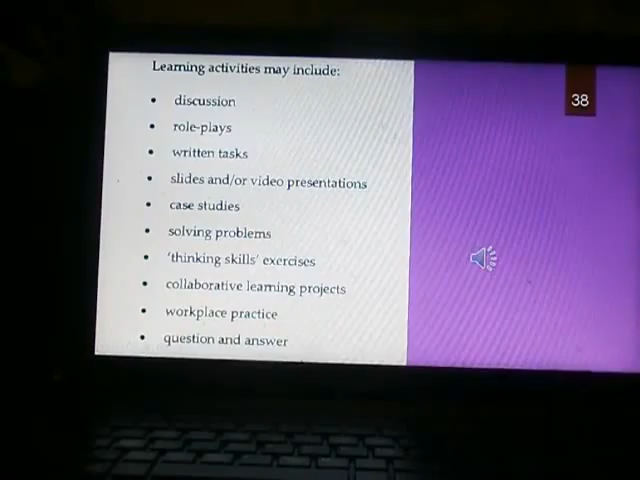 Learning activities may include:
• discussion
• role-plays
• written tasks
• slides and/or video presentations
• case studies
• solving problems
• 'thinking skills' exercises
• collaborative learning projects
• workplace practice
• question and answer
38